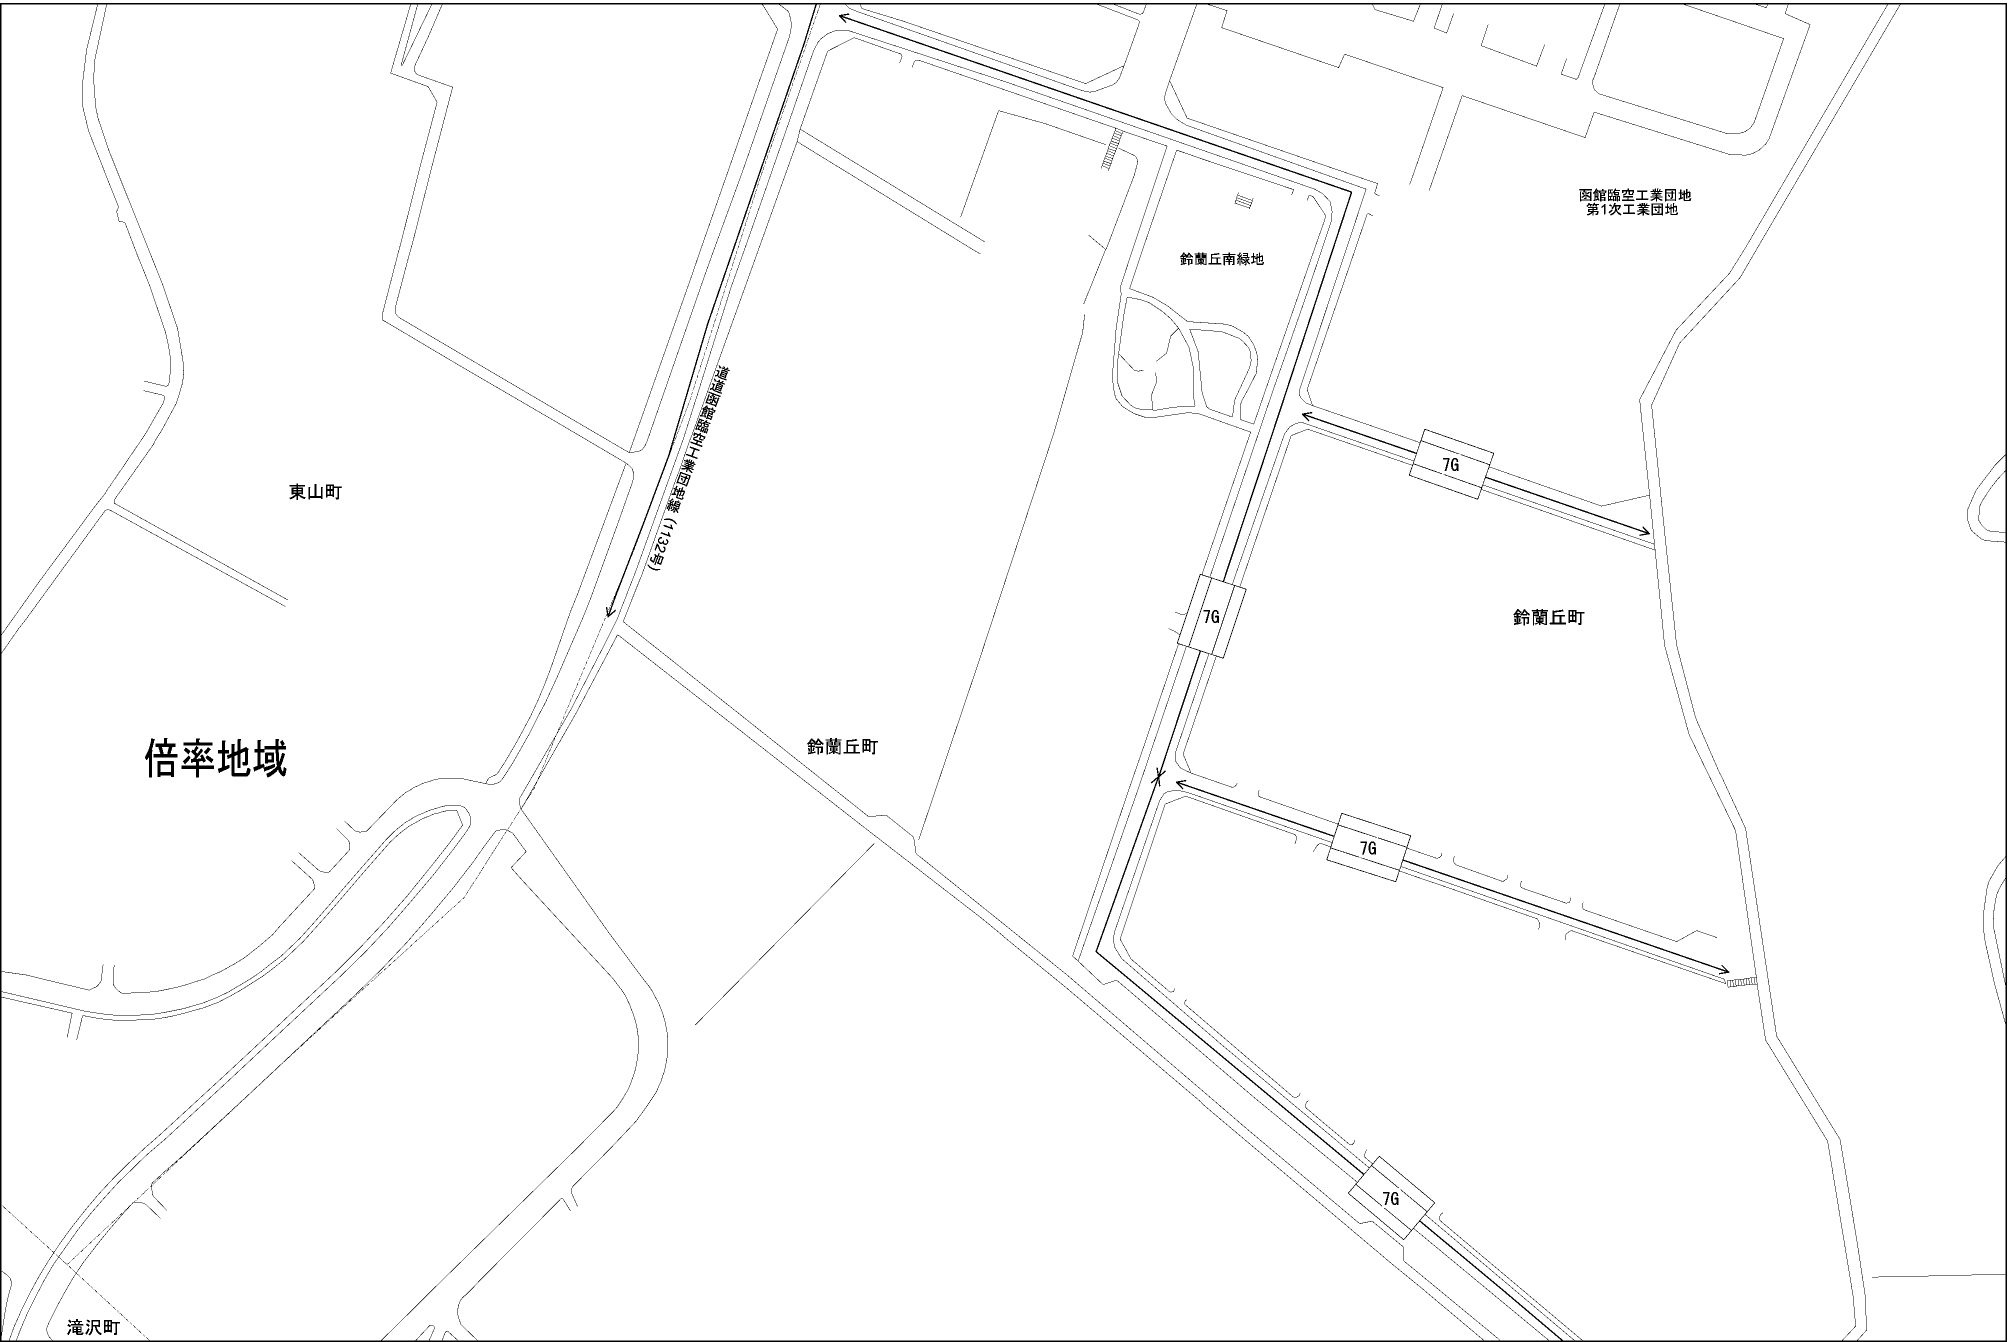 函館臨空工業団地
第1次工業団地
鈴蘭丘南緑地
道道函館臨空工業団地線（1132号）
7G
東山町
7G
鈴蘭丘町
鈴蘭丘町
倍率地域
7G
7G
滝沢町